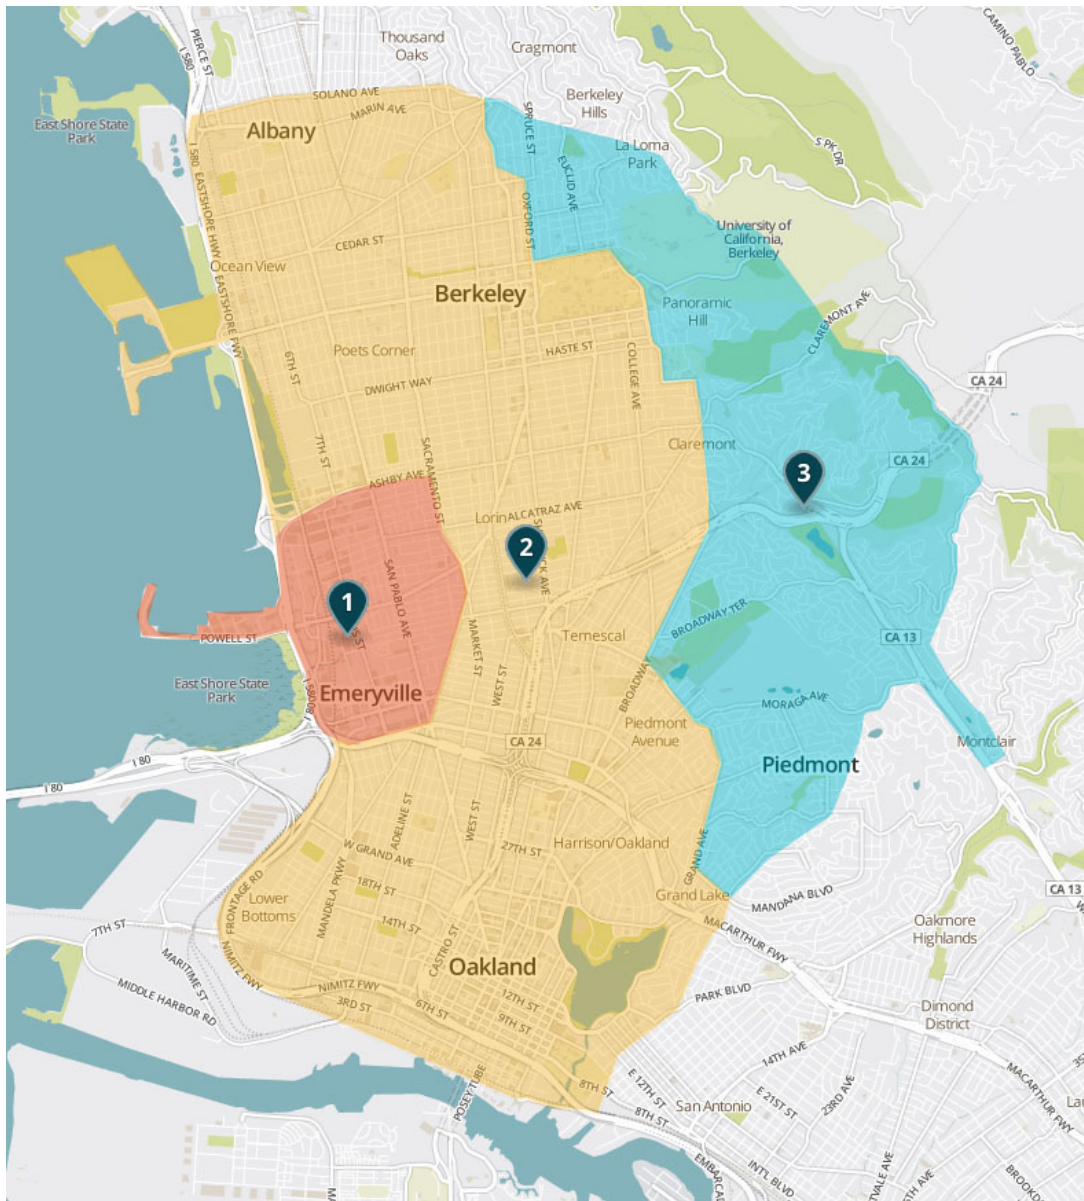 Thousand
Oaks
Cragmont
CAMINO PABLO
PIERCE ST
I 580
SOLANO AVE
MARIN AVE
Berkeley
Hills
East Shore State
Park
Albany
SPRUCE ST
La Loma
Park
S PK DR
I 580
EUCLID AVE
EASTSHORE HWY
OXFORD ST
University of
California,
Berkeley
CEDAR ST
Ocean View
Berkeley
Panoramic
Hill
CLAREMONT AVE
EASTSHORE FWY
6TH ST
Poets Corner
HASTE ST
COLLEGE AVE
CA 24
DWIGHT WAY
7TH ST
SACRAMENTO ST
Claremont
CA 24
ASHBY AVE
3
Lorin
ALCATRAZ AVE
2
SAN PABLO AVE
1
POWELL ST
MARKET ST
Temescal
BROADWAY TER
CA 13
East Shore State
Park
I 580
I 80
Emeryville
WEST ST
BROADWAY
MORAGA AVE
Piedmont
Avenue
CA 24
Montclair
Piedmont
I 80
I 80
ADELINE ST
WEST ST
27TH ST
Harrison/Oakland
GRAND AVE
W GRAND AVE
18TH ST
MANDELA PKWY
FRONTAGE RD
Lower
Bottoms
Grand Lake
MANDANA BLVD
CA 13
14TH ST
MACARTHUR FWY
Oakmore
Highlands
7TH ST
CASTRO ST
MARITIME ST
NIMITZ FWY
Oakland
MIDDLE HARBOR RD
NIMITZ FWY
3RD ST
6TH ST
12TH ST
9TH ST
PARK BLVD
Dimond
District
14TH AVE
POSEY TUBE
8TH ST
8TH ST
E 12TH ST
E 21ST ST
23RD AVE
MACARTHUR FWY
San Antonio
INT'L BLVD